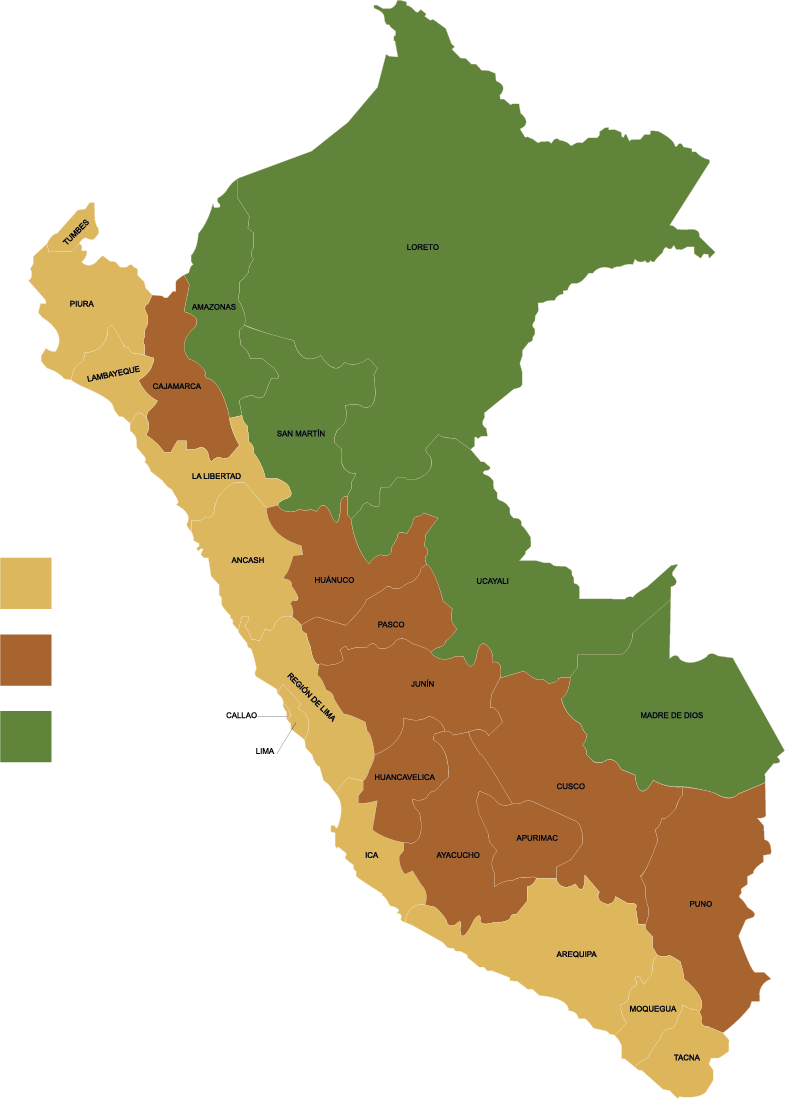 TUMBES
LORETO
PIURA
AMAZONAS
LAMBAYEQUE
CAJAMARCA
SAN MARTÍN
LA LIBERTAD
ANCASH
HUÁNUCO
UCAYALI
PASCO
JUNÍN
REGIÓN DE LIMA
CALLAO
MADRE DE DIOS
LIMA
HUANCAVELICA
CUSCO
APURIMAC
ICA
AYACUCHO
PUNO
AREQUIPA
MOQUEGUA
TACNA